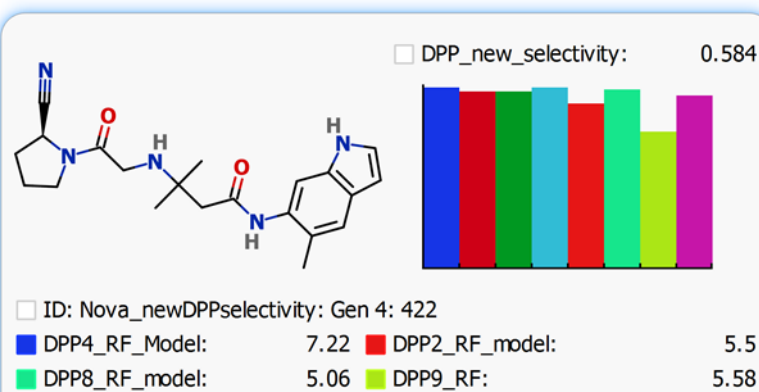 DPP_new_selectivity: 0.584
N
O
H
N
N
H
N
O
N
H
ID: Nova_newDPPselectivity: Gen 4: 422
DPP4_RF_Model: 7.22 DPP2_RF_model: 5.5
DPP8_RF_model: 5.06 DPP9_RF: 5.58